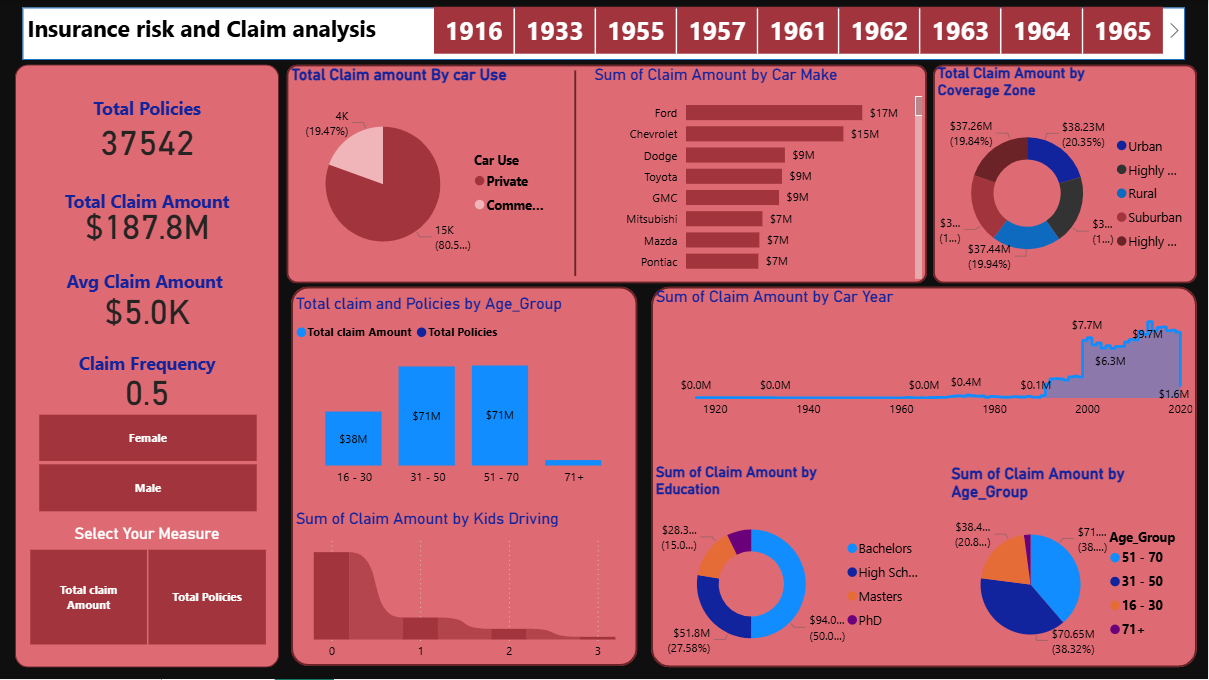 Insurance risk and Claim analysis
1916 1933 1955 1957 1961 1962 1963 1964 1965
Total Policies
37542
Total Claim Amount
$187.8M
Avg Claim Amount
$5.0K
Claim Frequency
0.5
Female
Male
Select Your Measure
Total claim
Amount
Total Policies
Total Claim amount By car Use
4K
(19.47%)
15K
(80.5...)
Car Use
Private
Comme...
Sum of Claim Amount by Car Make
Ford $17M
Chevrolet $15M
Dodge $9M
Toyota $9M
GMC $9M
Mitsubishi $7M
Mazda $7M
Pontiac $7M
Total Claim Amount by
Coverage Zone
$37.26M
(19.84%)
$38.23M
(20.35%)
$3...
(1...)
$3...
(1...)
$37.44M
(19.94%)
Urban
Highly ...
Rural
Suburban
Highly ...
Total claim and Policies by Age_Group
Total claim Amount Total Policies
$38M
$71M
$71M
16 - 30 31 - 50 51 - 70 71+
Sum of Claim Amount by Kids Driving
0 1 2 3
Sum of Claim Amount by Car Year
$0.0M $0.0M $0.0M $0.4M $0.1M $7.7M $6.3M $9.7M $1.6M
1920 1940 1960 1980 2000 2020
Sum of Claim Amount by
Education
$28.3...
(15.0...)
$51.8M
(27.58%)
$94.0...
(50.0...)
Bachelors
High Sch...
Masters
PhD
Sum of Claim Amount by
Age_Group
$38.4...
(20.8...)
$71....
(38....)
$70.65M
(38.32%)
Age_Group
51 - 70
31 - 50
16 - 30
71+